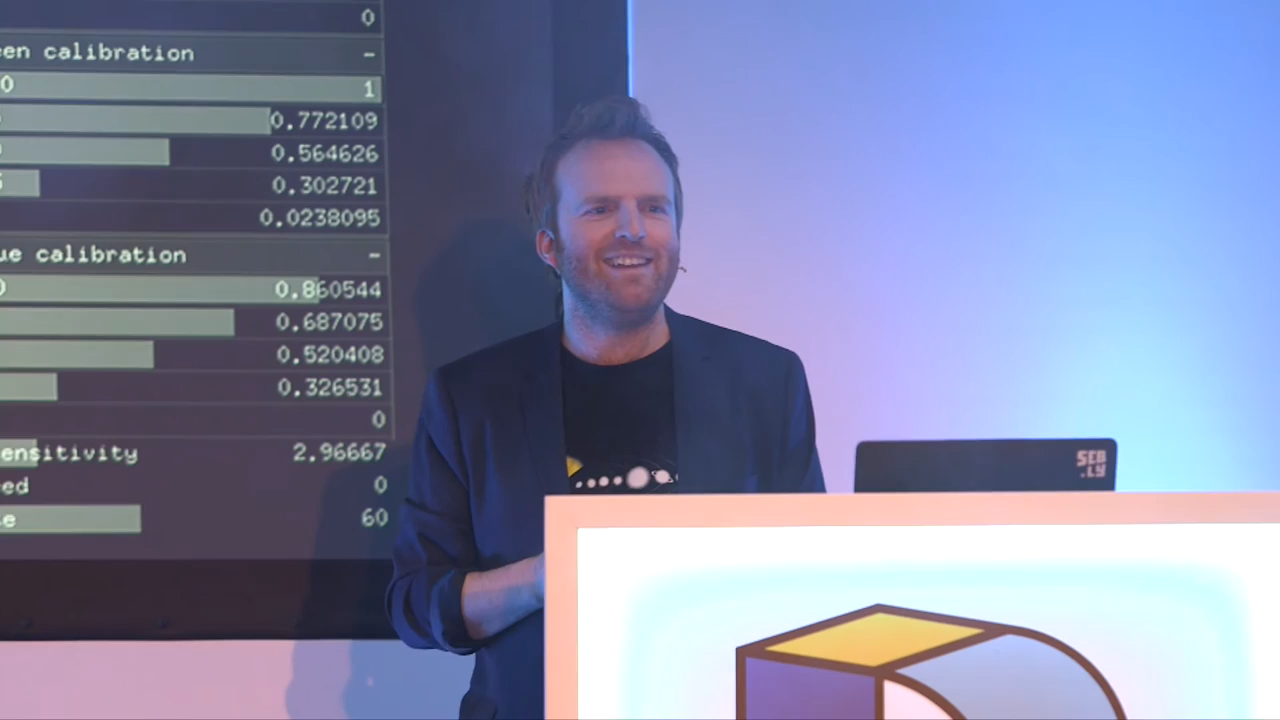 0
een calibration -
0 1
0.772109
0.564626
0.302721
0.0238095
ue calibration -
0 0.860544
0.687075
0.520408
0.326531
0
ensitivity 2.96667
ed 0
e 60
SEB
.LY